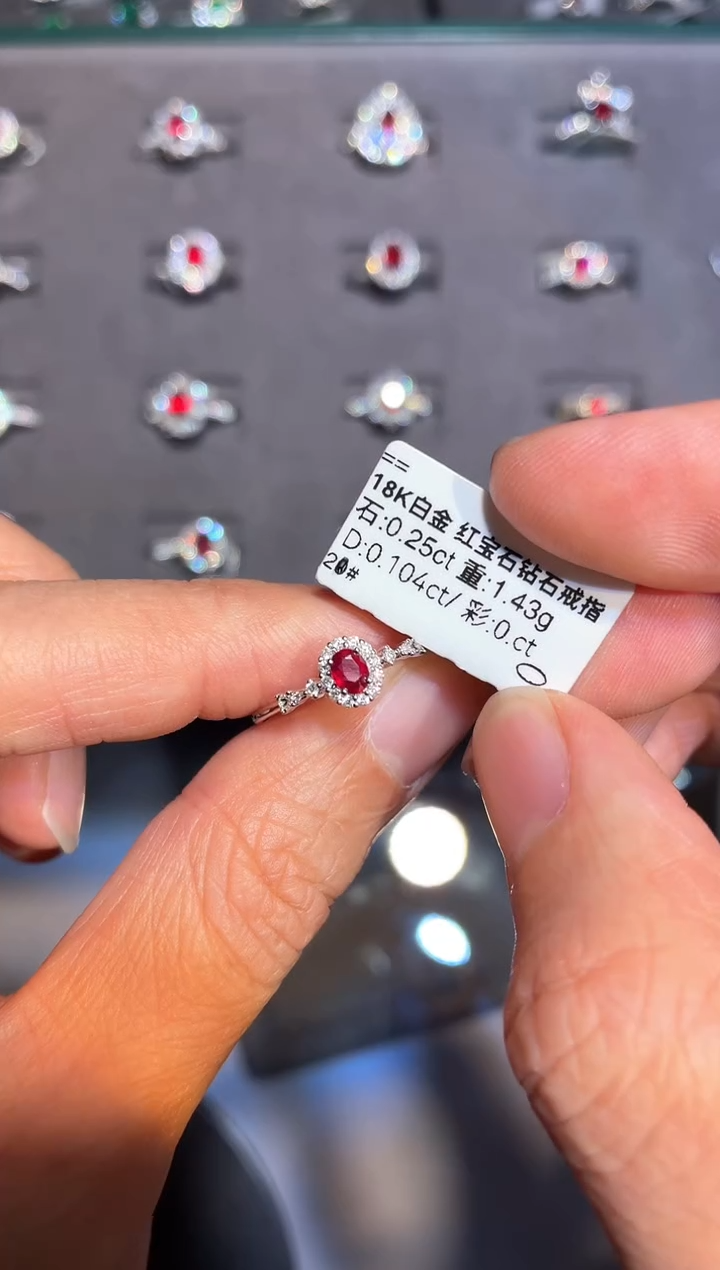 18K白金 红宝石钻石戒指
石:0.25ct 重:1.43g
D:0.104ct/ 彩:0.ct